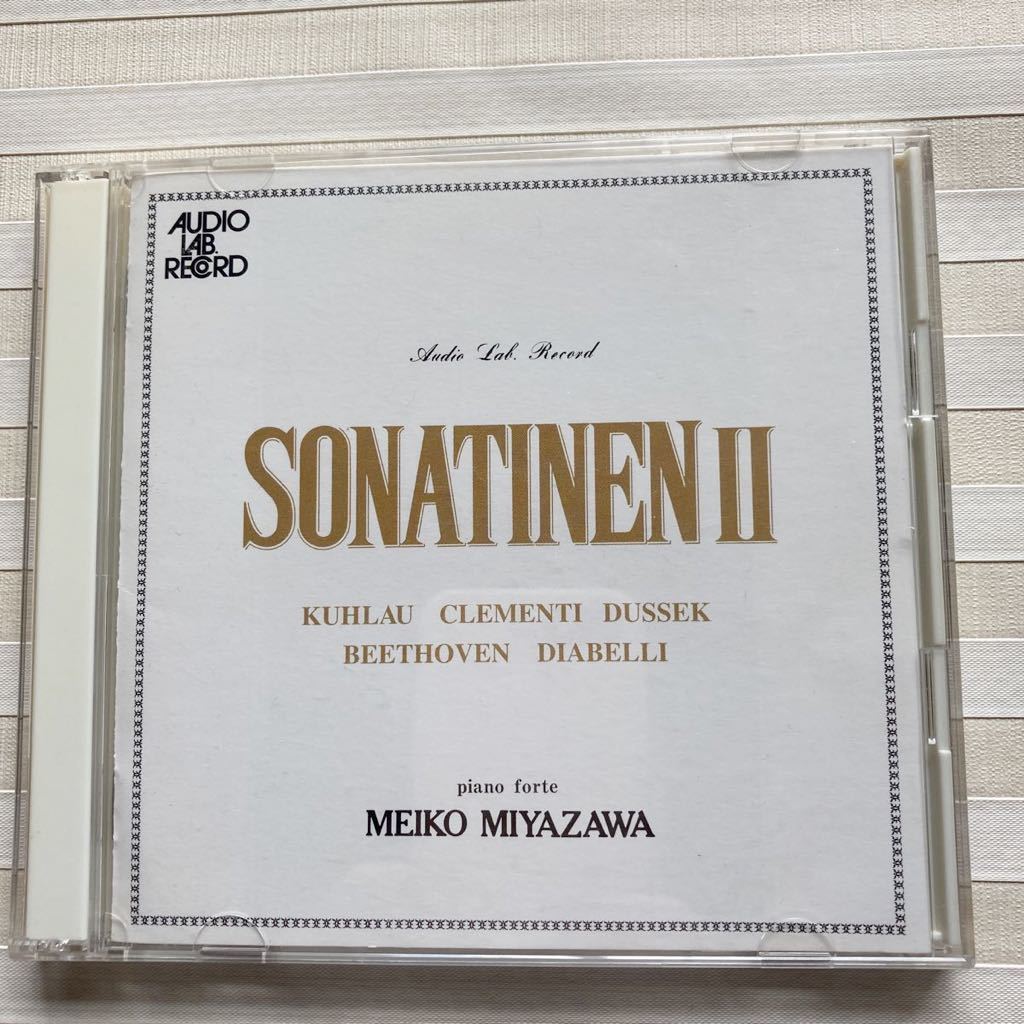 AUDIO
LAB.
RECORD
Audio Lab. Record
SONATINEN II
KUHLAU CLEMENTI DUSSEK
BEETHOVEN DIABELLI
piano forte
MEIKO MIYAZAWA